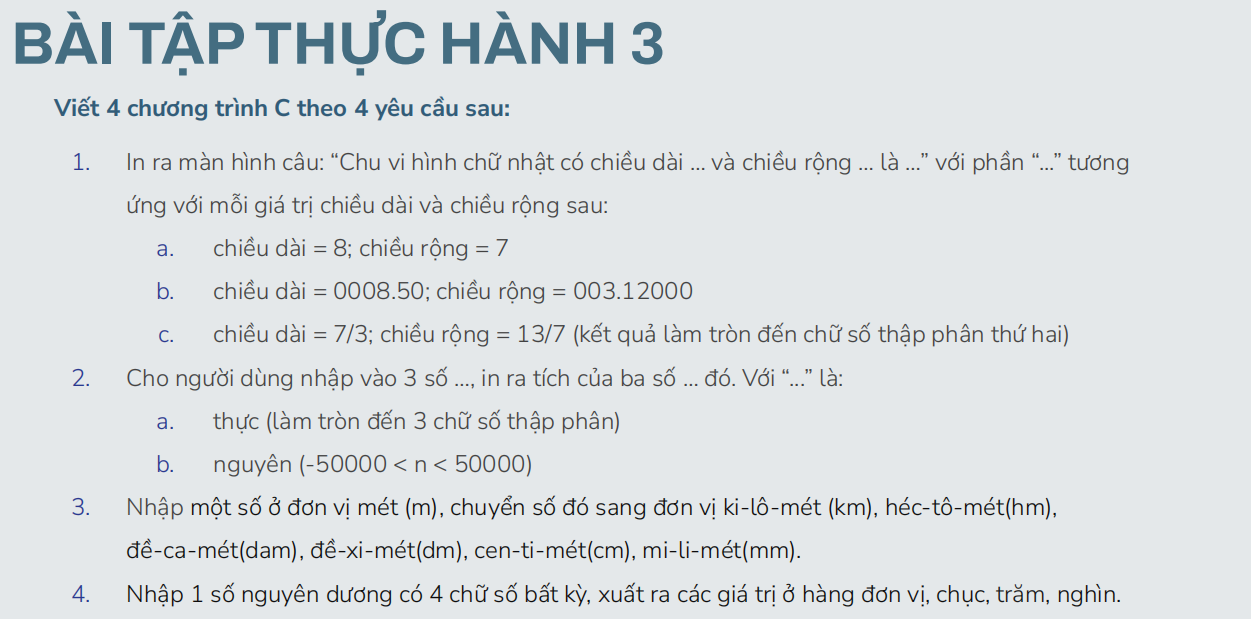 BÀI TẬP THỰC HÀNH 3
Viết 4 chương trình C theo 4 yêu cầu sau:
1. In ra màn hình câu: “Chu vi hình chữ nhật có chiều dài ... và chiều rộng ... là ...” với phần “...” tương
ứng với mỗi giá trị chiều dài và chiều rộng sau:
a. chiều dài = 8; chiều rộng = 7
b. chiều dài = 0008.50; chiều rộng = 003.12000
c. chiều dài = 7/3; chiều rộng = 13/7 (kết quả làm tròn đến chữ số thập phân thứ hai)
2. Cho người dùng nhập vào 3 số ..., in ra tích của ba số ... đó. Với “...” là:
a. thực (làm tròn đến 3 chữ số thập phân)
b. nguyên (-50000 < n < 50000)
3. Nhập một số ở đơn vị mét (m), chuyển số đó sang đơn vị ki-lô-mét (km), héc-tô-mét(hm),
đề-ca-mét(dam), đề-xi-mét(dm), cen-ti-mét(cm), mi-li-mét(mm).
4. Nhập 1 số nguyên dương có 4 chữ số bất kỳ, xuất ra các giá trị ở hàng đơn vị, chục, trăm, nghìn.